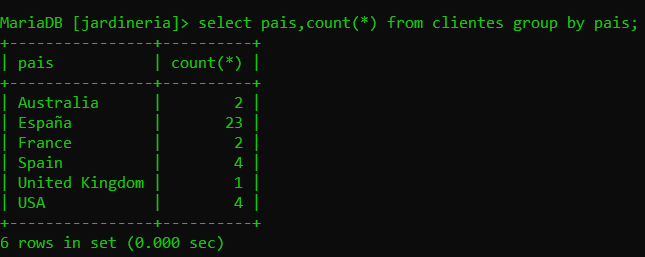 MariaDB [jardineria]> select pais,count(*) from clientes group by pais;
+----------------+----------+
| pais           | count(*) |
+----------------+----------+
| Australia      |        2 |
| España         |       23 |
| France         |        2 |
| Spain          |        4 |
| United Kingdom |        1 |
| USA            |        4 |
+----------------+----------+
6 rows in set (0.000 sec)